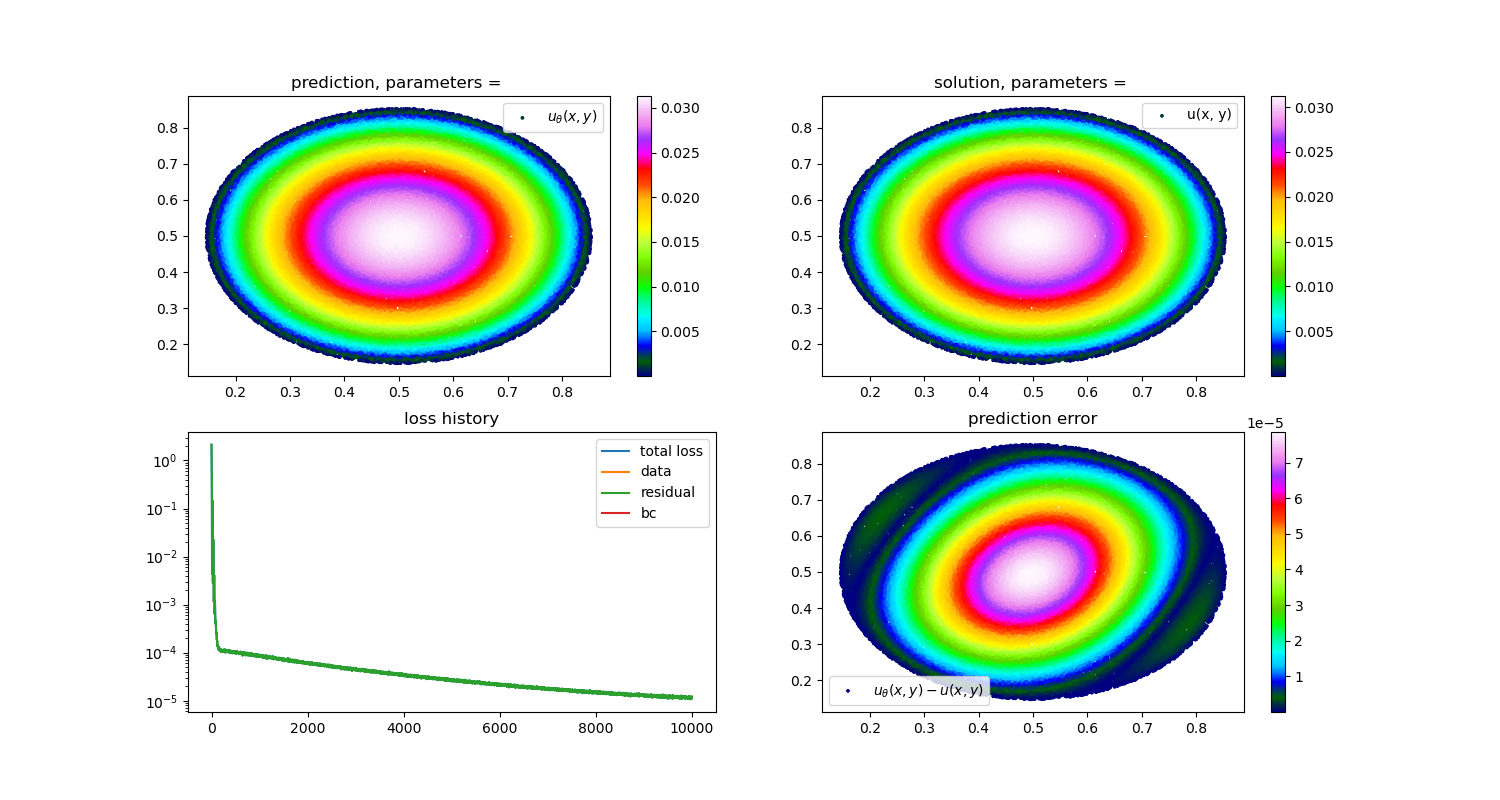 prediction, parameters =
u_θ(x, y)
0.8
0.7
0.6
0.5
0.4
0.3
0.2
0.2 0.3 0.4 0.5 0.6 0.7 0.8
0.030
0.025
0.020
0.015
0.010
0.005
solution, parameters =
u(x, y)
0.8
0.7
0.6
0.5
0.4
0.3
0.2
0.2 0.3 0.4 0.5 0.6 0.7 0.8
0.030
0.025
0.020
0.015
0.010
0.005
loss history
total loss
data
residual
bc
10⁰
10⁻¹
10⁻²
10⁻³
10⁻⁴
10⁻⁵
0 2000 4000 6000 8000 10000
prediction error
1e−5
0.8
0.7
0.6
0.5
0.4
0.3
0.2
u_θ(x, y) − u(x, y)
0.2 0.3 0.4 0.5 0.6 0.7 0.8
7
6
5
4
3
2
1